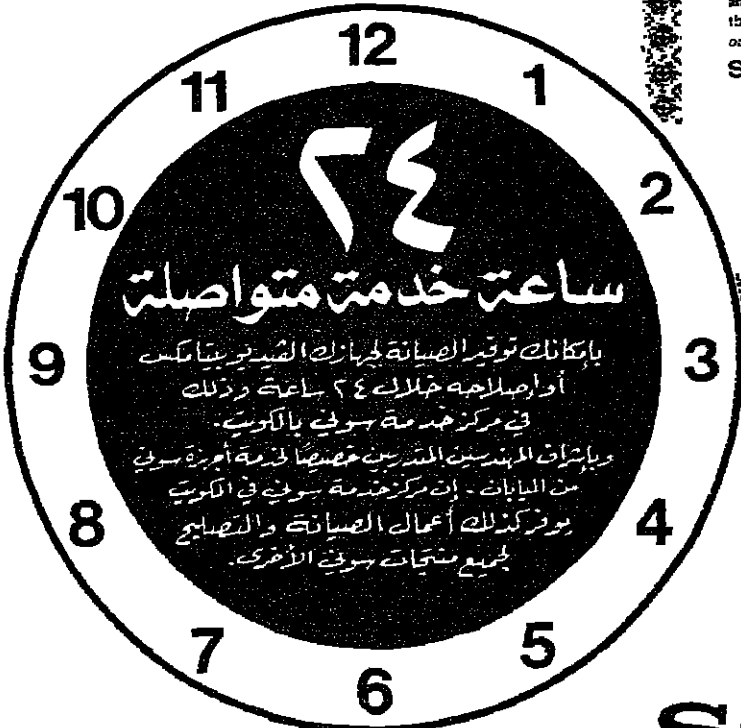 12
11
1
10
2
9
3
8
4
7
5
6
٢٤
ساعة خدمة متواصلة
بإمكانك توفير الصيانة لجهازك الفيديو بيتامكس
أو إصلاحه خلال ٢٤ ساعة وذلك
في مركز خدمة سوني بالكويت.
وبإشراف المهندسين المتدربين خصيصًا لخدمة أجهزة سوني
من اليابان. إن مركز خدمة سوني في الكويت
يوفر كذلك أعمال الصيانة والتصليح
لجميع منتجات سوني الأخرى.